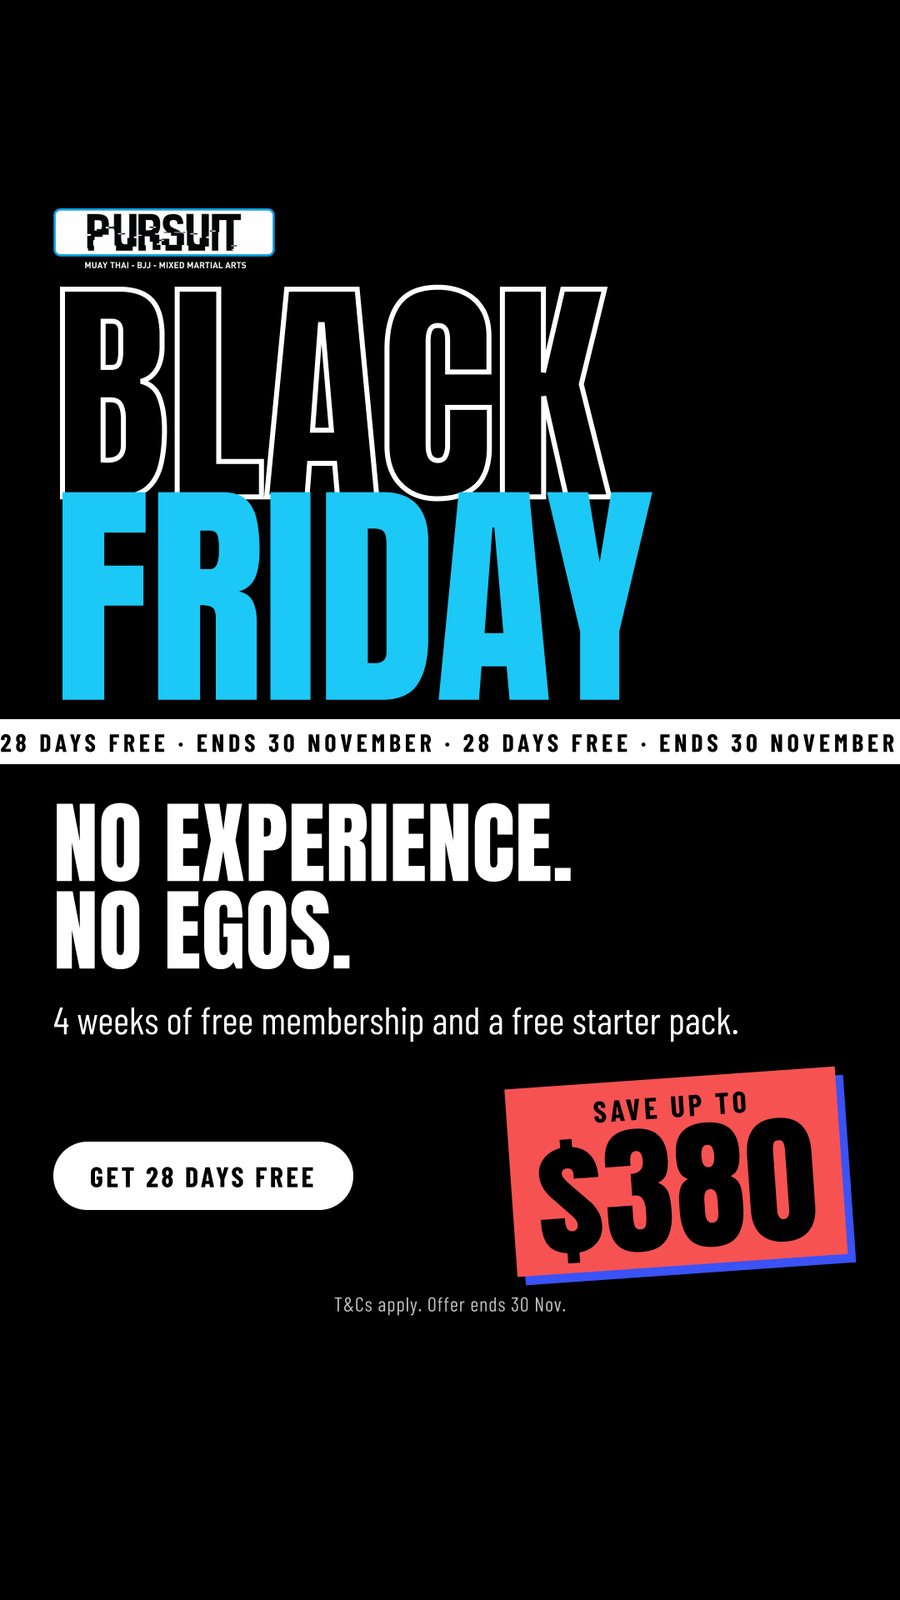 PURSUIT
MUAY THAI - BJJ - MIXED MARTIAL ARTS
BLACK
FRIDAY
28 DAYS FREE · ENDS 30 NOVEMBER · 28 DAYS FREE · ENDS 30 NOVEMBER
NO EXPERIENCE.
NO EGOS.
4 weeks of free membership and a free starter pack.
SAVE UP TO
$380
GET 28 DAYS FREE
T&Cs apply. Offer ends 30 Nov.